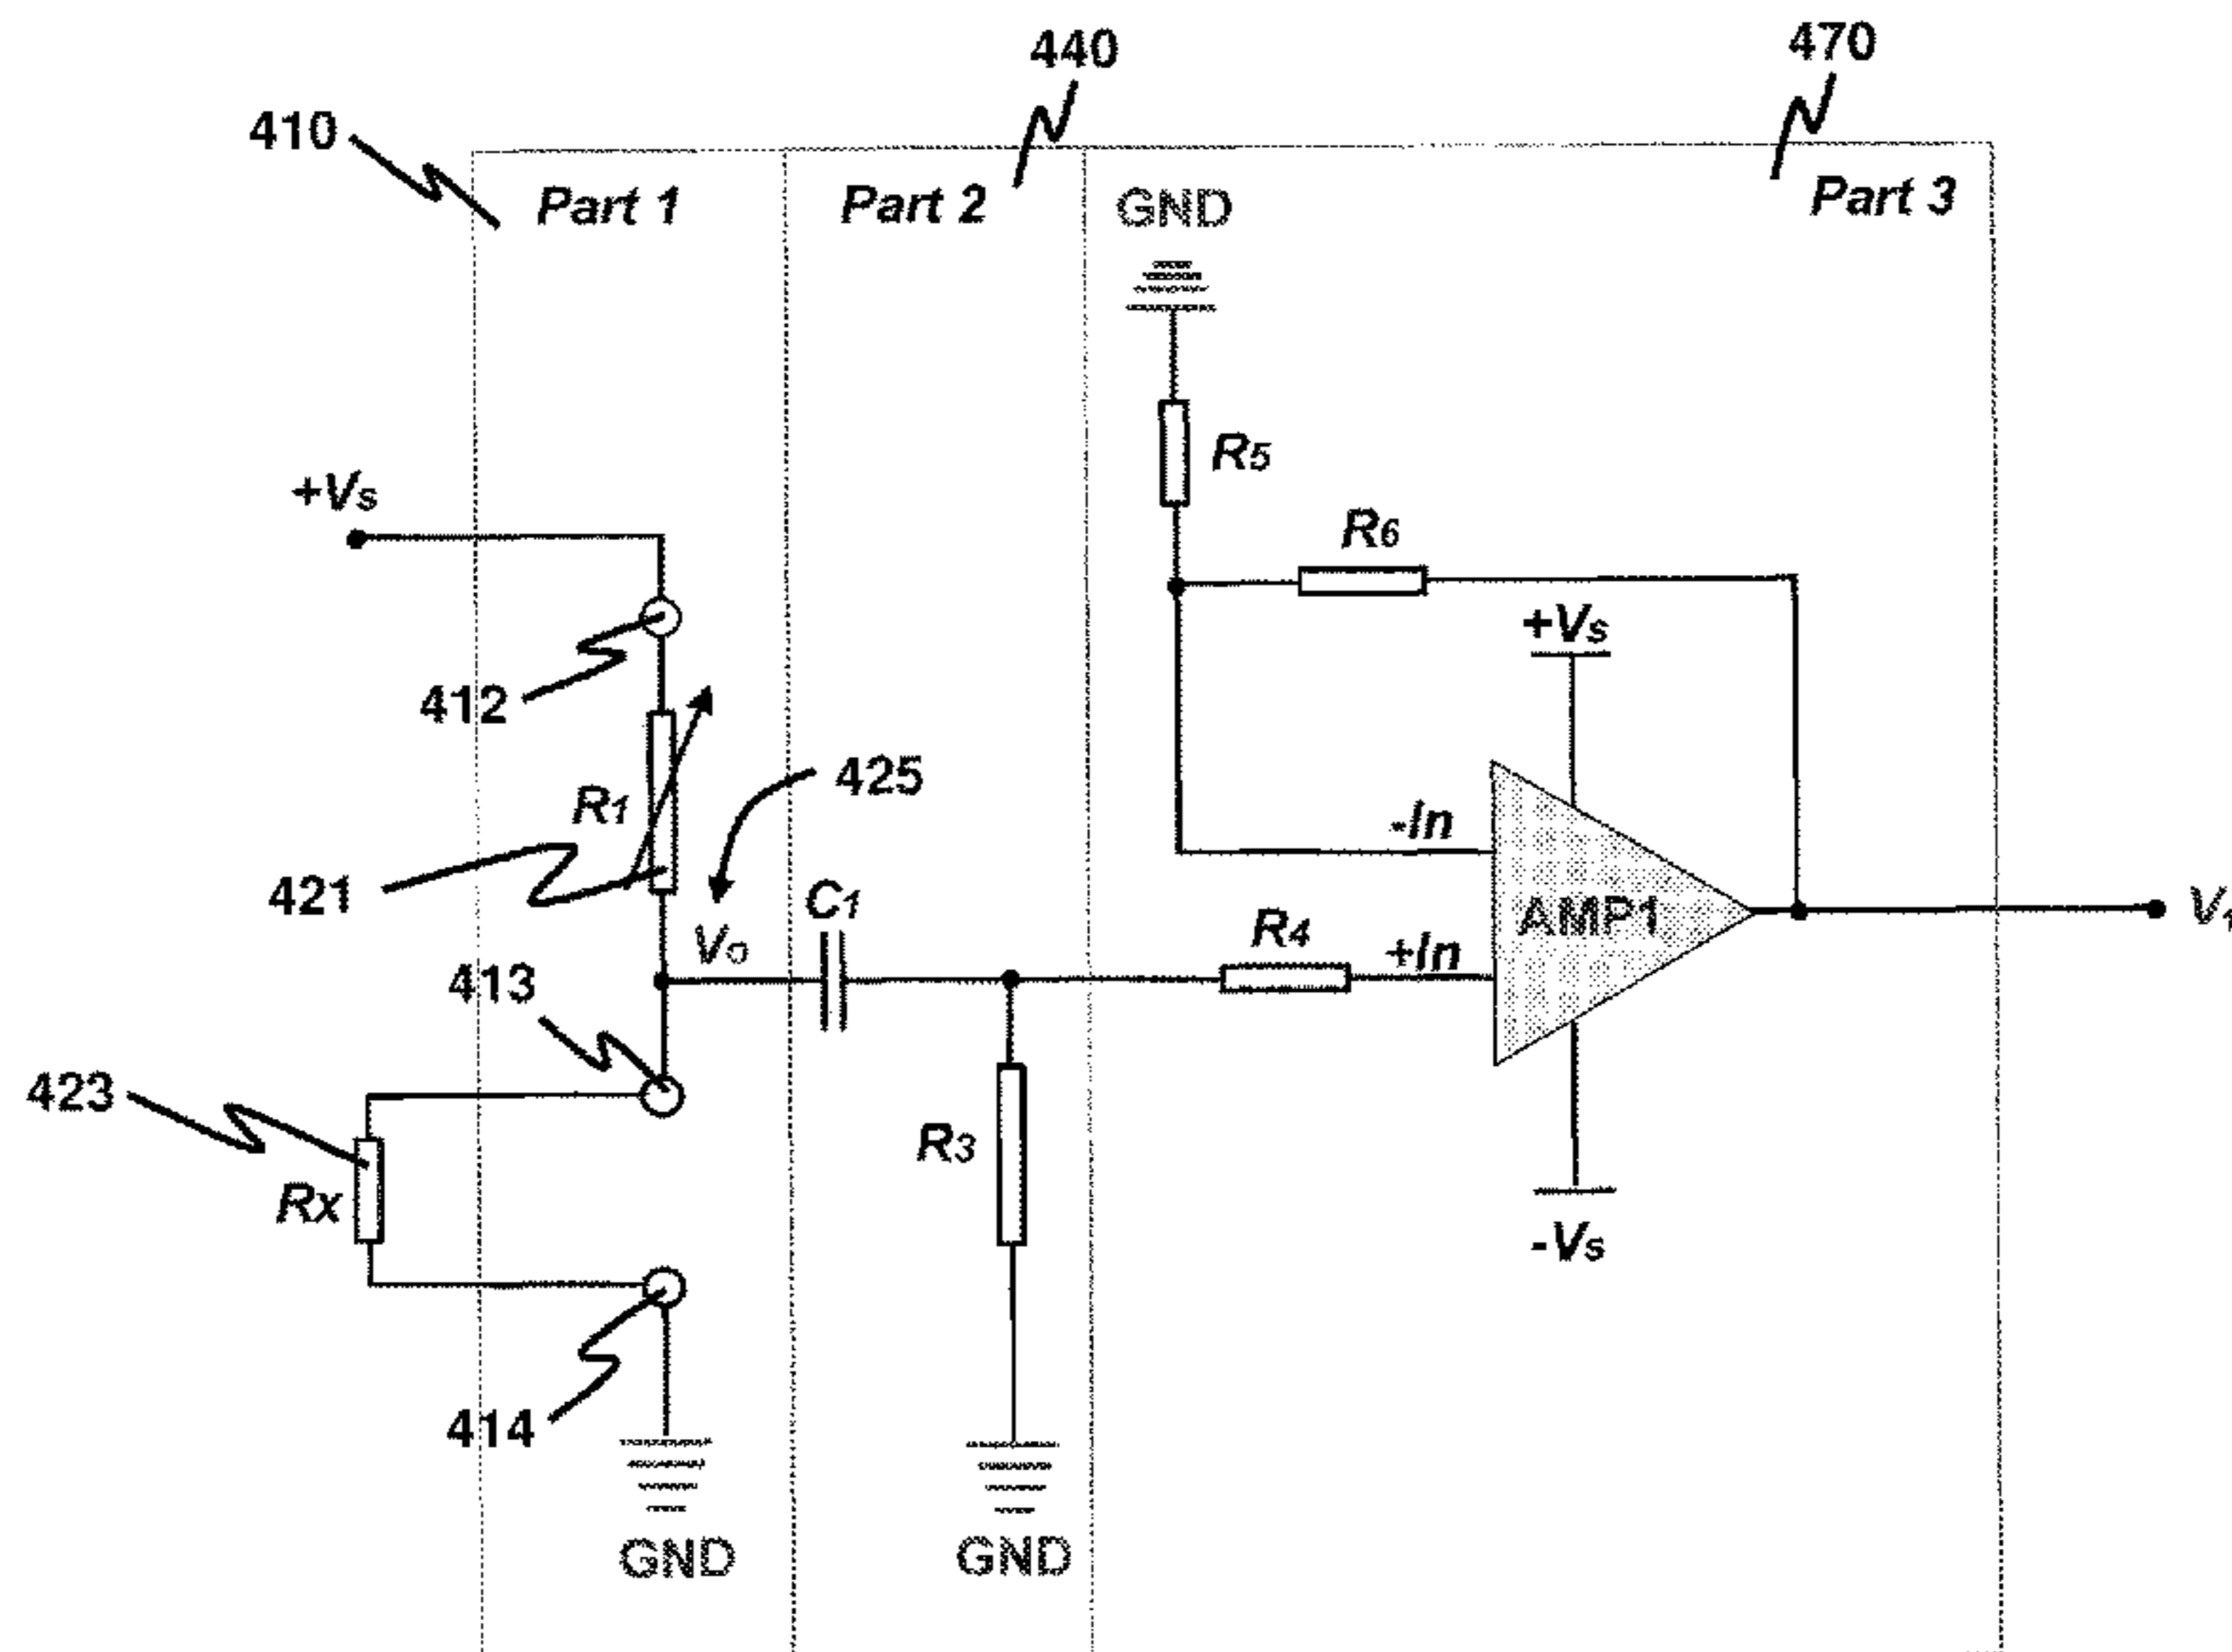 440
470
410
Part 1
Part 2
Part 3
GND
R5
+Vs
R6
+Vs
412
425
R1
-In
421
C1
AMP1
V1
Vo
R4
+In
413
423
R3
Rx
-Vs
414
GND
GND